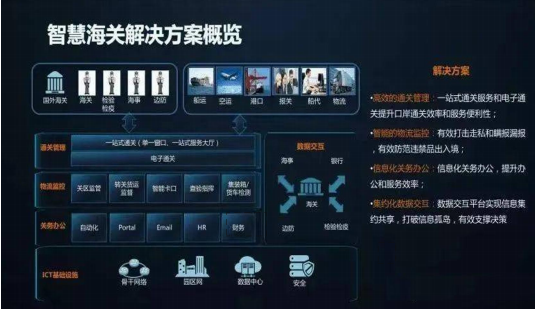 智慧海关解决方案概览
国外海关 海关 检验检疫 海事 边防
船运 空运 港口 报关 船代 物流
通关管理
一站式通关（单一窗口、一站式服务大厅）
电子通关
物流监控
关区监管 转关货运监督 智能卡口 查验指挥 集装箱/货车检测
关务办公
自动化 Portal Email HR 财务
数据交互
海事 银行
海关
边防 检验检疫
ICT基础设施
骨干网络 园区网 数据中心 安全
解决方案
•高效的通关管理：一站式通关服务和电子通
关提升口岸通关效率和服务便利性；
•智能的物流监控：有效打击走私和瞒报漏报
，有效防范违禁品出入境；
•信息化关务办公：信息化关务办公，提升办
公和服务效率；
•集约化数据交互：数据交互平台实现信息集
约共享，打破信息孤岛，有效支撑决策